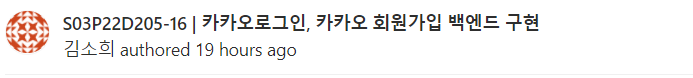 S03P22D205-16 | 카카오로그인, 카카오 회원가입 백엔드 구현
김소희 authored 19 hours ago